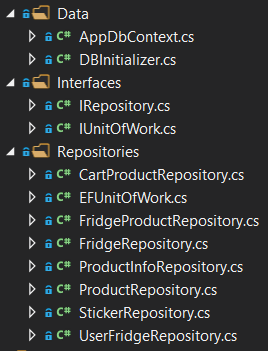 Data
C# AppDbContext.cs
C# DBInitializer.cs
Interfaces
C# IRepository.cs
C# IUnitOfWork.cs
Repositories
C# CartProductRepository.cs
C# EFUnitOfWork.cs
C# FridgeProductRepository.cs
C# FridgeRepository.cs
C# ProductInfoRepository.cs
C# ProductRepository.cs
C# StickerRepository.cs
C# UserFridgeRepository.cs